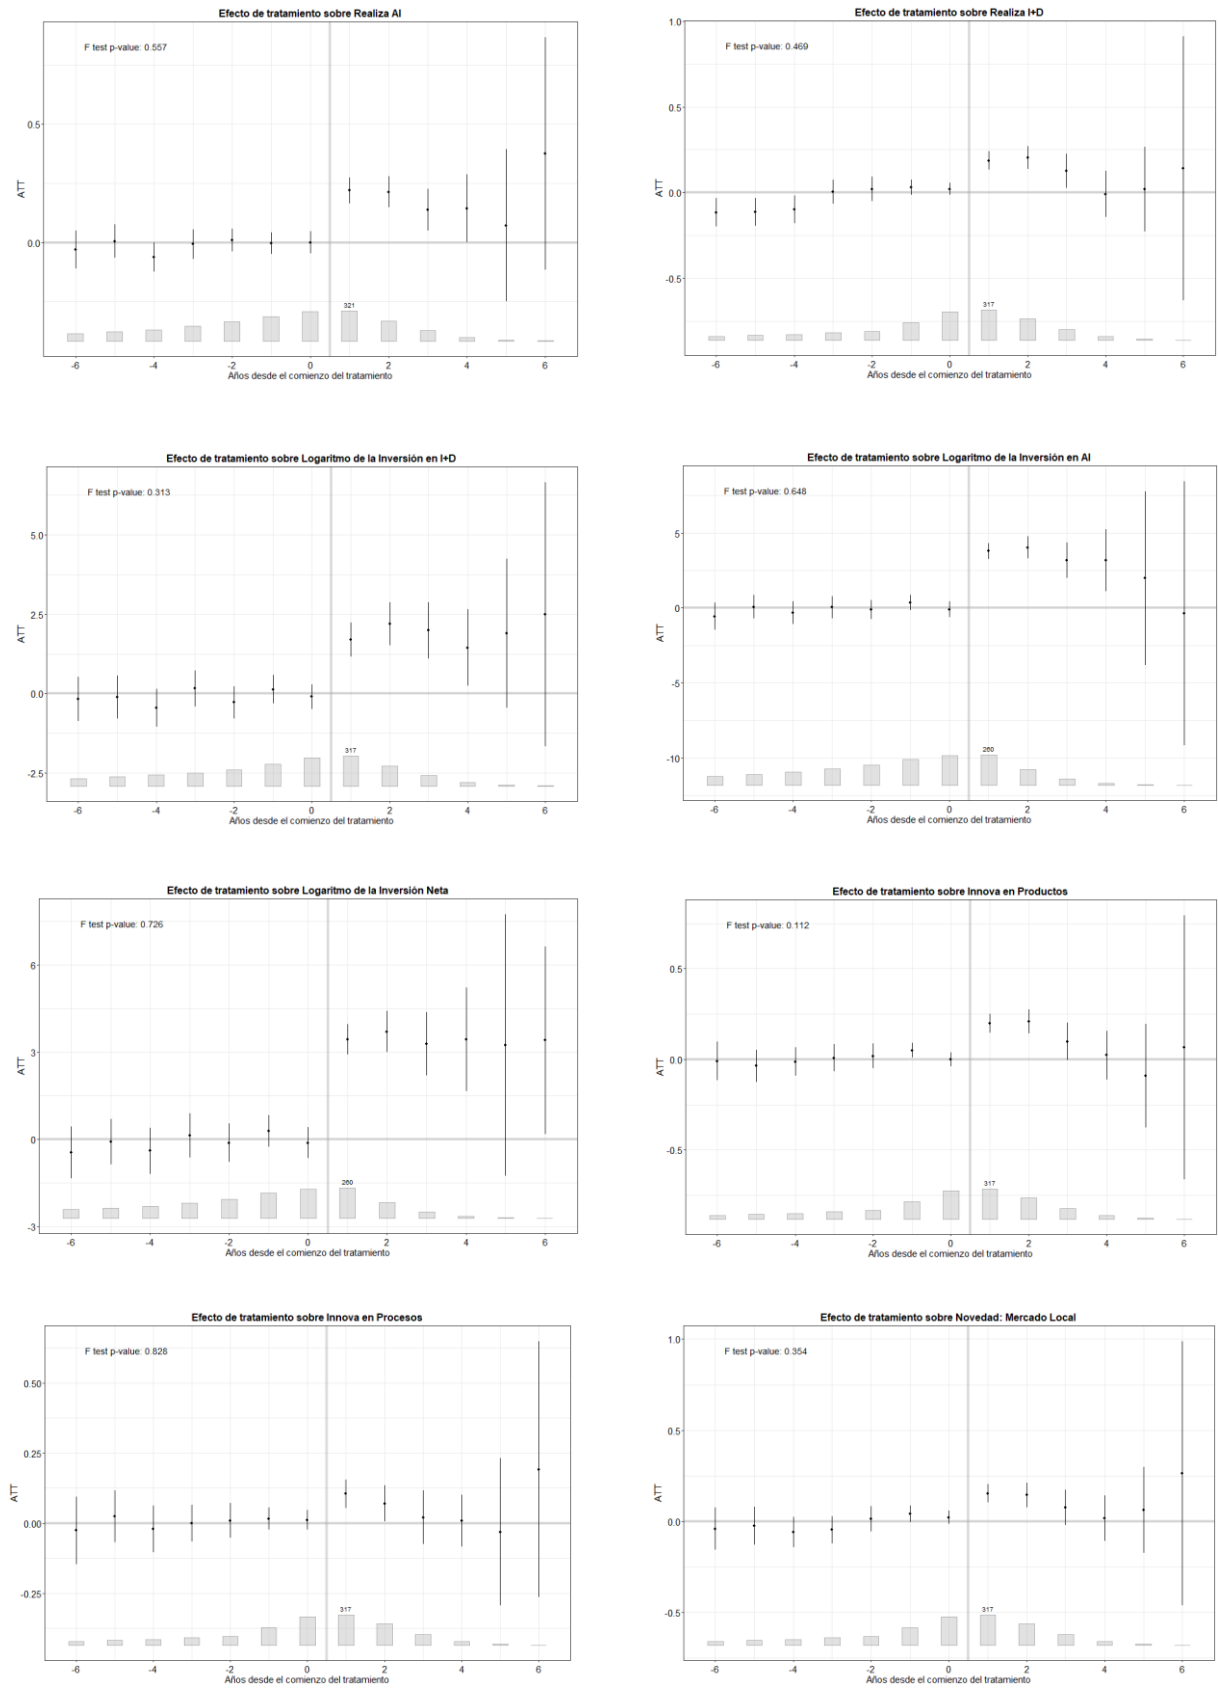 Efecto de tratamiento sobre Realiza AI
F test p-value: 0.557
ATT
0.5
0.0
321
-6 -4 -2 0 2 4 6
Años desde el comienzo del tratamiento
Efecto de tratamiento sobre Realiza I+D
F test p-value: 0.469
ATT
1.0
0.5
0.0
-0.5
317
-6 -4 -2 0 2 4 6
Años desde el comienzo del tratamiento
Efecto de tratamiento sobre Logaritmo de la Inversión en I+D
F test p-value: 0.313
ATT
5.0
2.5
0.0
-2.5
317
-6 -4 -2 0 2 4 6
Años desde el comienzo del tratamiento
Efecto de tratamiento sobre Logaritmo de la Inversión en AI
F test p-value: 0.648
ATT
5
0
-5
-10
260
-6 -4 -2 0 2 4 6
Años desde el comienzo del tratamiento
Efecto de tratamiento sobre Logaritmo de la Inversión Neta
F test p-value: 0.726
ATT
6
3
0
-3
260
-6 -4 -2 0 2 4 6
Años desde el comienzo del tratamiento
Efecto de tratamiento sobre Innova en Productos
F test p-value: 0.112
ATT
0.5
0.0
-0.5
317
-6 -4 -2 0 2 4 6
Años desde el comienzo del tratamiento
Efecto de tratamiento sobre Innova en Procesos
F test p-value: 0.828
ATT
0.50
0.25
0.00
-0.25
317
-6 -4 -2 0 2 4 6
Años desde el comienzo del tratamiento
Efecto de tratamiento sobre Novedad: Mercado Local
F test p-value: 0.354
ATT
1.0
0.5
0.0
-0.5
317
-6 -4 -2 0 2 4 6
Años desde el comienzo del tratamiento